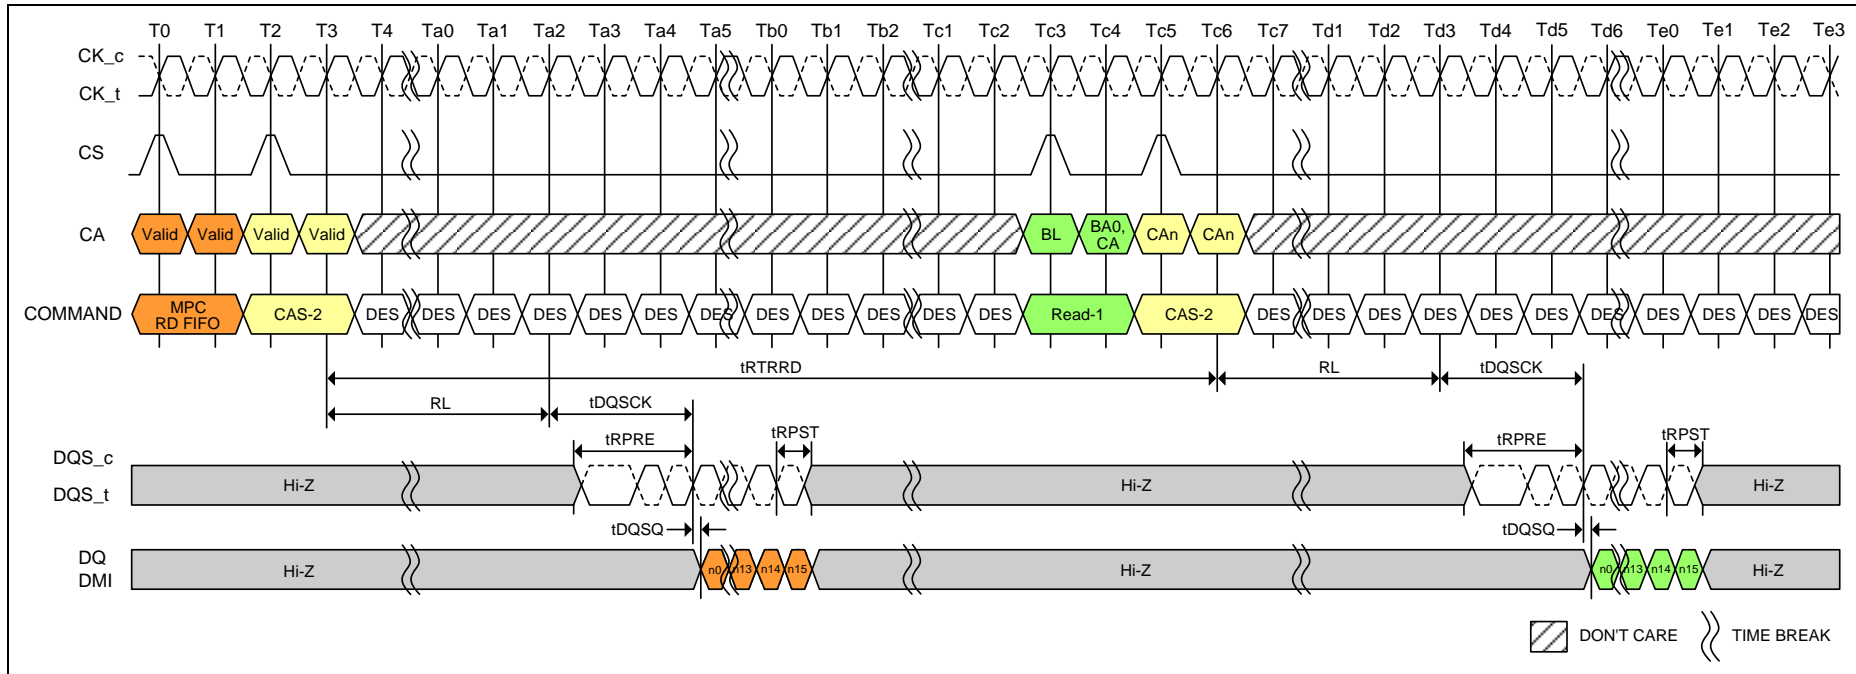 T0 T1 T2 T3 T4 Ta0 Ta1 Ta2 Ta3 Ta4 Ta5 Tb0 Tb1 Tb2 Tc1 Tc2 Tc3 Tc4 Tc5 Tc6 Tc7 Td1 Td2 Td3 Td4 Td5 Td6 Te0 Te1 Te2 Te3
CK_c
CK_t
CS
CA Valid Valid Valid Valid BL BA0, CAn CAn
CA
COMMAND MPC CAS-2 DES DES DES DES DES DES DES DES DES DES DES DES Read-1 CAS-2 DES DES DES DES DES DES DES DES DES DES DES
RD FIFO
tRTRRD RL tDQSCK
RL tDQSCK
tRPRE tRPST tRPRE tRPST
DQS_c
Hi-Z Hi-Z Hi-Z
DQS_t
tDQSQ tDQSQ
DQ
Hi-Z n0 n13 n14 n15 Hi-Z n0 n13 n14 n15 Hi-Z
DMI
DON'T CARE TIME BREAK